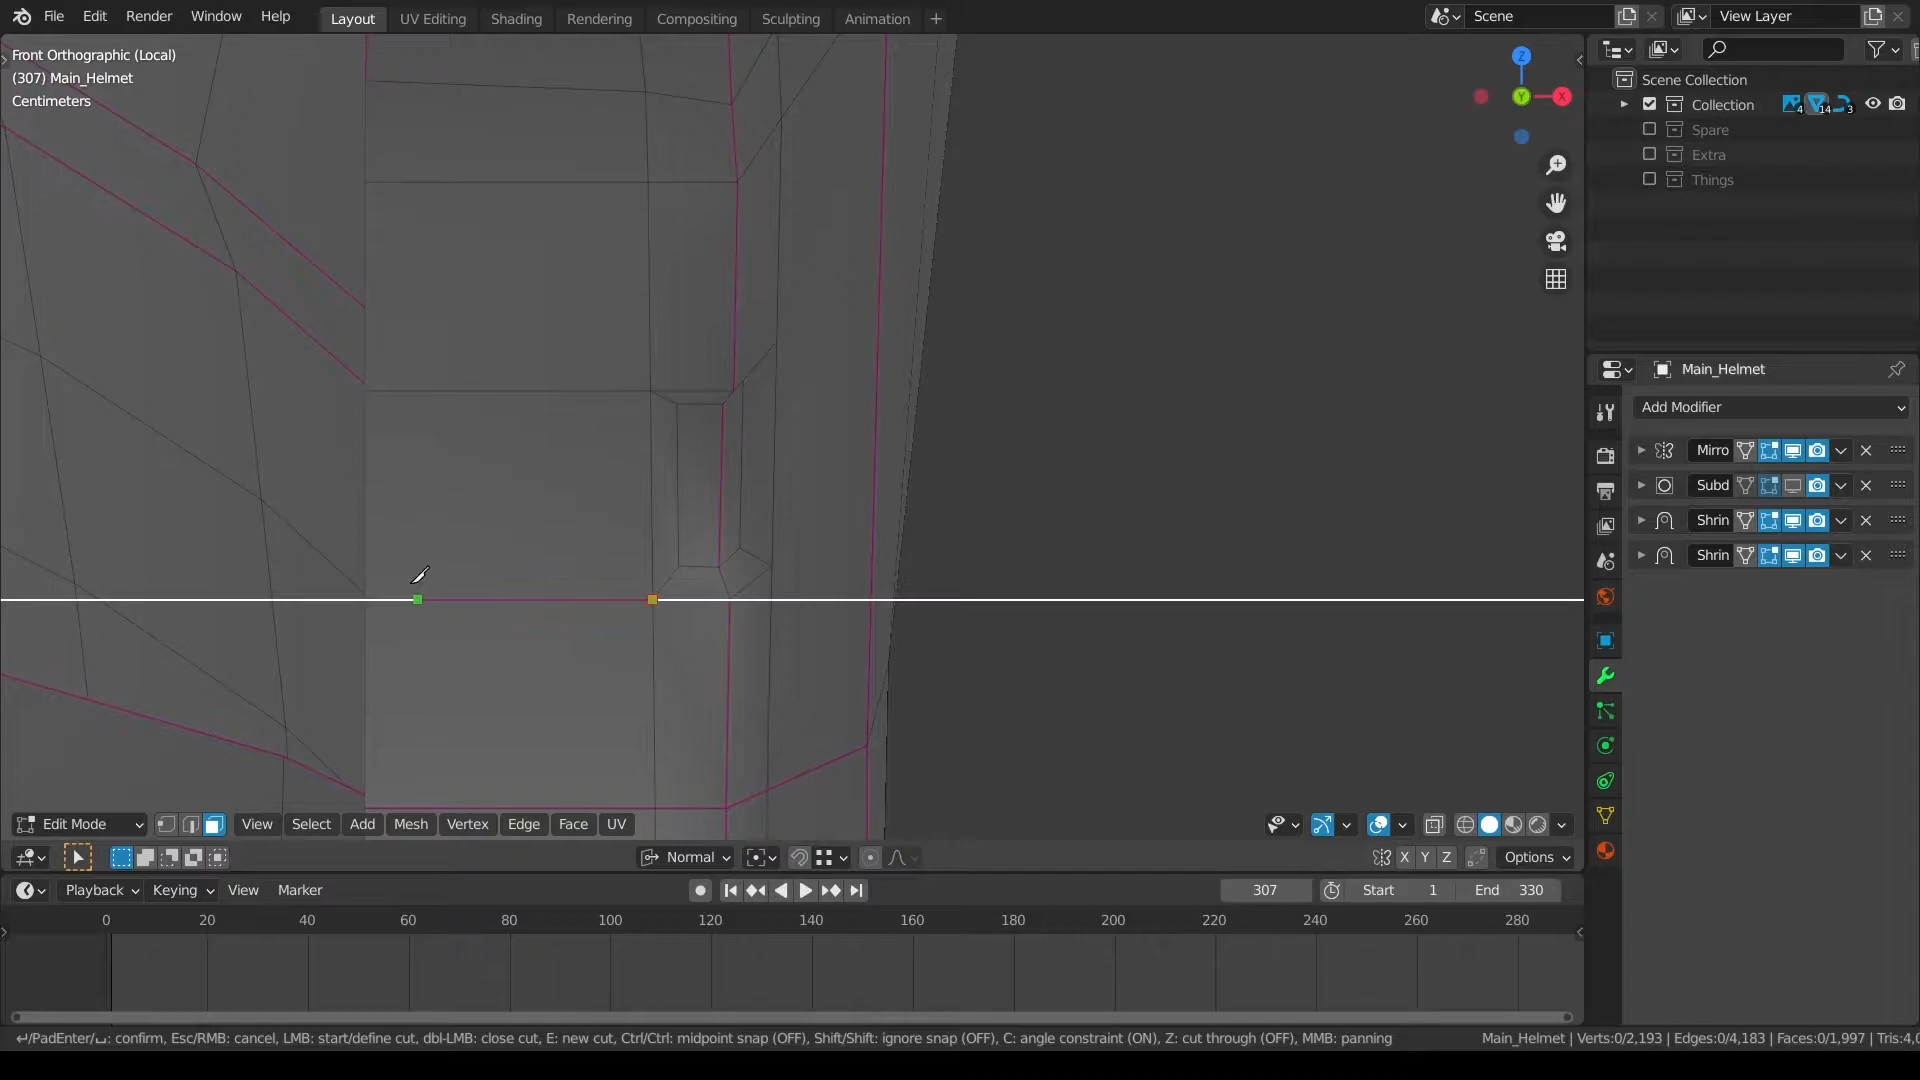 File Edit Render Window Help Layout UV Editing Shading Rendering Compositing Sculpting Animation + Scene View Layer
Front Orthographic (Local)
(307) Main_Helmet
Centimeters
Z
Y X
Scene Collection
Collection 4 14 3
Spare
Extra
Things
Main_Helmet
Add Modifier
Mirro
Subd
Shrin
Shrin
Edit Mode View Select Add Mesh Vertex Edge Face UV
Normal X Y Z Options
Playback Keying View Marker 307 Start 1 End 330
0 20 40 60 80 100 120 140 160 180 200 220 240 260 280
: confirm, Esc/RMB: cancel, LMB: start/define cut, dbl-LMB: close cut, E: new cut, Ctrl/Ctrl: midpoint snap (OFF), Shift/Shift: ignore snap (OFF), C: angle constraint (ON), Z: cut through (OFF), MMB: panning Main_Helmet | Verts:0/2,193 | Edges:0/4,183 | Faces:0/1,997 | Tris:4,0